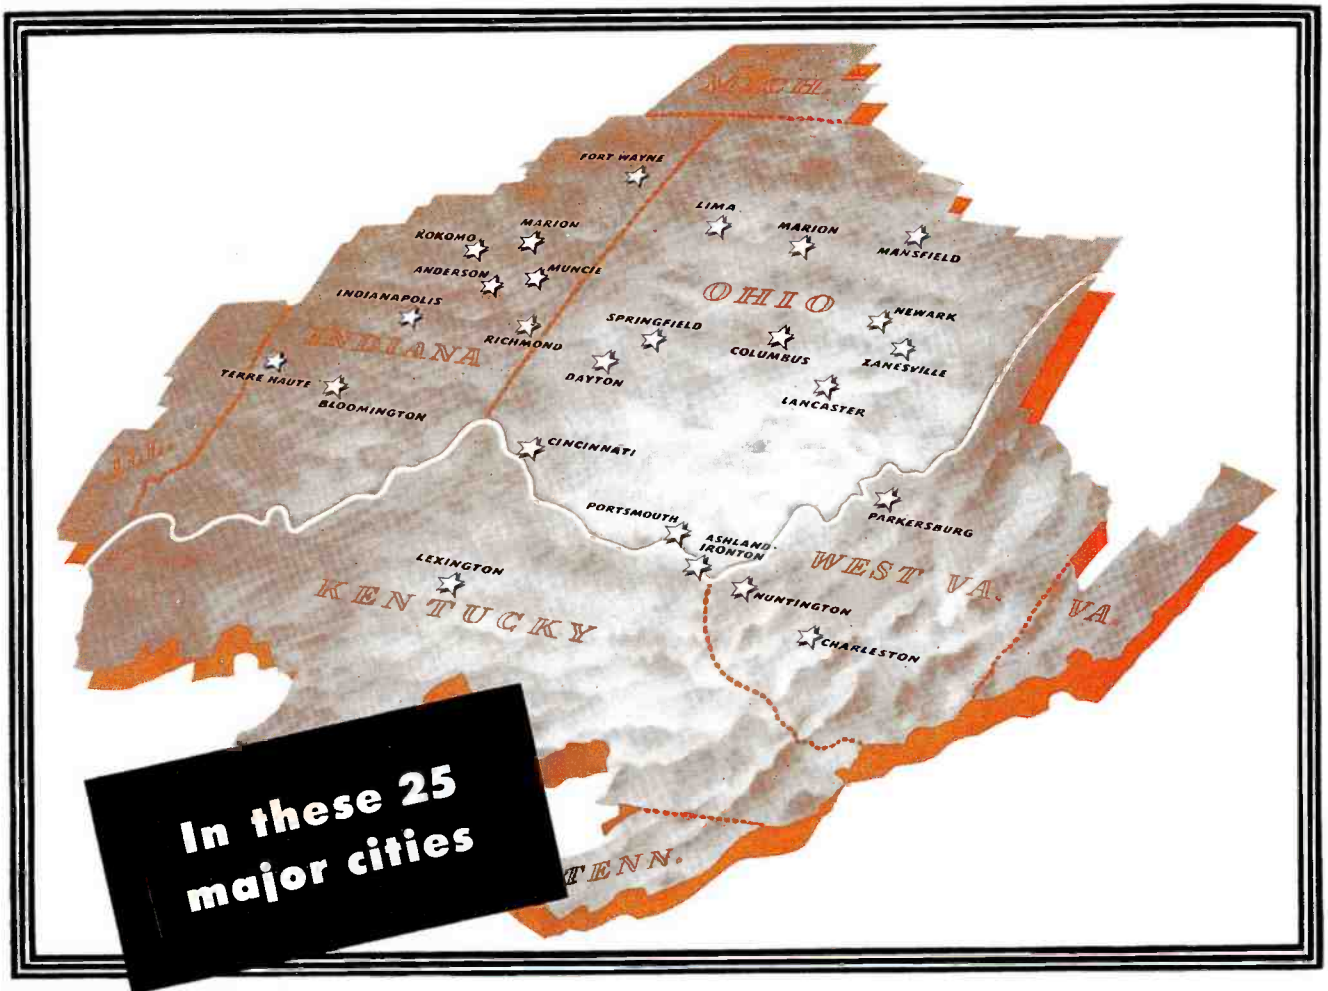 MICH.
FORT WAYNE
LIMA
MARION
MARION
KOKOMO
MANSFIELD
ANDERSON
MUNCIE
INDIANAPOLIS
OHIO
NEWARK
SPRINGFIELD
INDIANA
RICHMOND
COLUMBUS
ZANESVILLE
TERRE HAUTE
DAYTON
BLOOMINGTON
LANCASTER
CINCINNATI
ILL.
PORTSMOUTH
PARKERSBURG
ASHLAND-
IRONTON
LEXINGTON
WEST VA.
KENTUCKY
HUNTINGTON
VA.
CHARLESTON
In these 25
major cities
TENN.